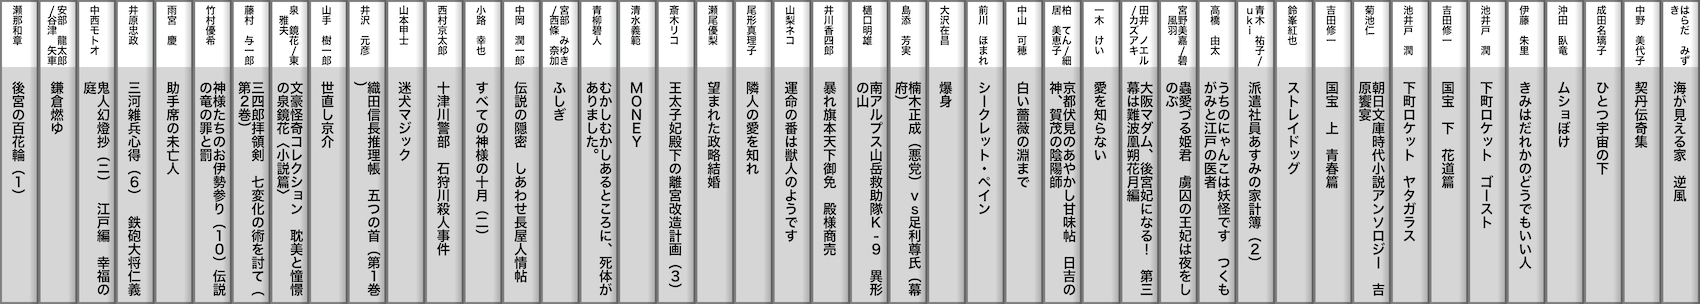 はらだ みず
き
海が見える家 逆風
中野 美代子
契丹伝奇集
成田名璃子
ひとつ宇宙の下
沖田 臥竜
ムショぼけ
伊藤 朱里
きみはだれかのどうでもいい人
池井戸 潤
下町ロケット ゴースト
吉田修一
国宝 下 花道篇
池井戸 潤
下町ロケット ヤタガラス
菊池仁
朝日文庫時代小説アンソロジー 吉
原饗宴
吉田修一
国宝 上 青春篇
鈴峯紅也
ストレイドッグ
青木 祐子/
ｕｋｉ
派遣社員あすみの家計簿（２）
高橋 由太
うちのにゃんこは妖怪です つくも
がみと江戸の医者
宮野美嘉/碧
風羽
蟲愛づる姫君 虜囚の王妃は夜をし
のぶ
田井 ノエル
/カズアキ
大阪マダム、後宮妃になる！ 第三
幕は難波凰朔花月編
柏 てん/細
居 美恵子
京都伏見のあやかし甘味帖 日吉の
神、賀茂の陰陽師
一木 けい
愛を知らない
中山 可穂
白い薔薇の淵まで
前川 ほまれ
シークレット・ペイン
大沢在昌
爆身
島添 芳実
楠木正成（悪党）ｖｓ足利尊氏（幕
府）
樋口明雄
南アルプス山岳救助隊Ｋ－９ 異形
の山
井川香四郎
暴れ旗本天下御免 殿様商売
山梨ネコ
運命の番は獣人のようです
尾形真理子
隣人の愛を知れ
瀬尾優梨
望まれた政略結婚
斎木リコ
王太子妃殿下の離宮改造計画（３）
清水義範
ＭＯＮＥＹ
青柳碧人
むかしむかしあるところに、死体が
ありました。
宮部 みゆき
/西條 奈加
ふしぎ
中岡 潤一郎
伝説の隠密 しあわせ長屋人情帖
小路 幸也
すべての神様の十月（二）
西村京太郎
十津川警部 石狩川殺人事件
山本甲士
迷犬マジック
井沢 元彦
織田信長推理帳 五つの首（第１巻
）
山手 樹一郎
世直し京介
泉 鏡花/東
雅夫
文豪怪奇コレクション 耽美と憧憬
の泉鏡花〈小説篇〉
藤村 与一郎
三四郎拝領剣 七変化の術を討て（
第２巻）
竹村優希
神様たちのお伊勢参り（１０）伝説
の竜の罪と罰
雨宮 慶
助手席の未亡人
井原忠政
三河雑兵心得（６） 鉄砲大将仁義
中西モトオ
鬼人幻燈抄（二） 江戸編 幸福の
庭
安部 龍太郎
/谷津 矢車
鎌倉燃ゆ
瀬那和章
後宮の百花輪（１）